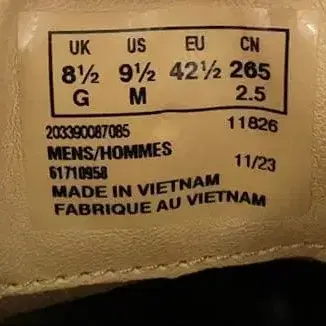 UK US EU CN
8½ 9½ 42½ 265
G M 2.5
203390087085 11826
MENS/HOMMES
61710958 11/23
MADE IN VIETNAM
FABRIQUE AU VIETNAM